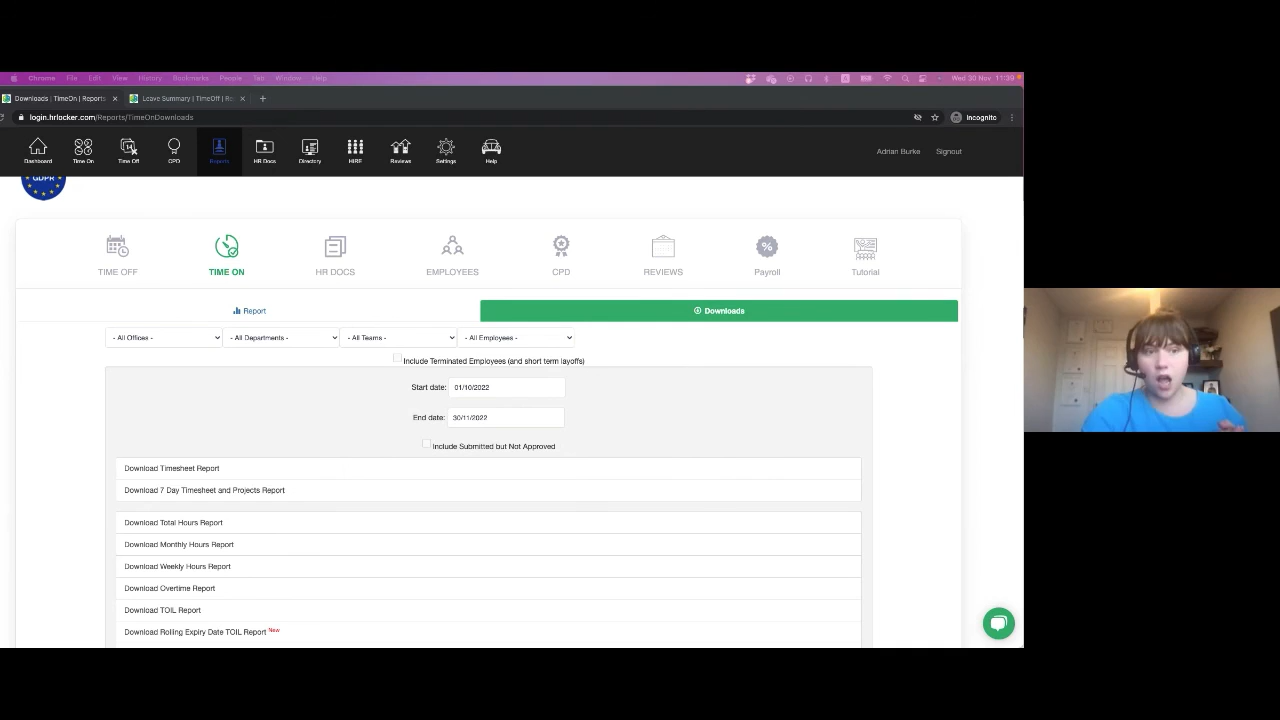 Chrome File Edit View History Bookmarks People Tab Window Help Wed 30 Nov 11:39
Downloads | TimeOn | Reports Leave Summary | TimeOff | Re
login.hrlocker.com/Reports/TimeOnDownloads Incognito
Dashboard Time On Time Off CPD Reports HR Docs Directory HIRE Reviews Settings Help Adrian Burke Signout
GDPR
TIME OFF TIME ON HR DOCS EMPLOYEES CPD REVIEWS Payroll Tutorial
Report Downloads
- All Offices - - All Departments - - All Teams - - All Employees -
Include Terminated Employees (and short term layoffs)
Start date: 01/10/2022
End date: 30/11/2022
Include Submitted but Not Approved
Download Timesheet Report
Download 7 Day Timesheet and Projects Report
Download Total Hours Report
Download Monthly Hours Report
Download Weekly Hours Report
Download Overtime Report
Download TOIL Report
Download Rolling Expiry Date TOIL Report New